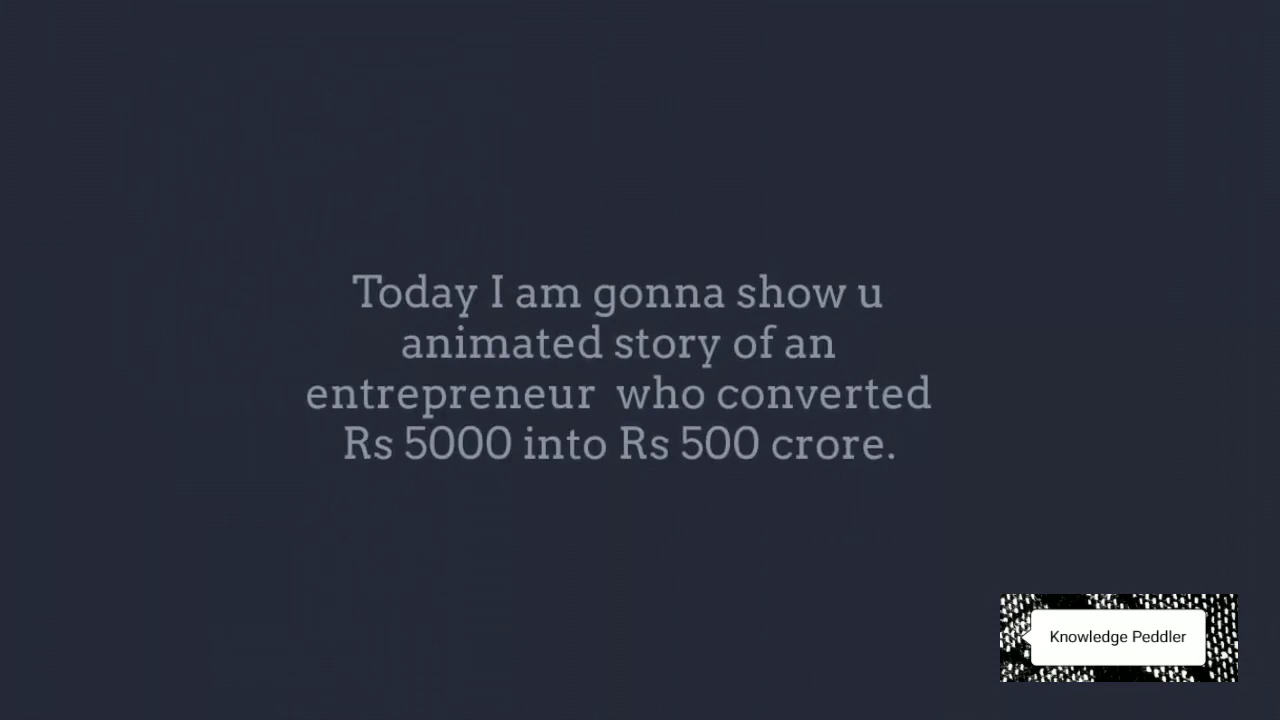 Today I am gonna show u
animated story of an
entrepreneur  who converted
Rs 5000 into Rs 500 crore.
Knowledge Peddler